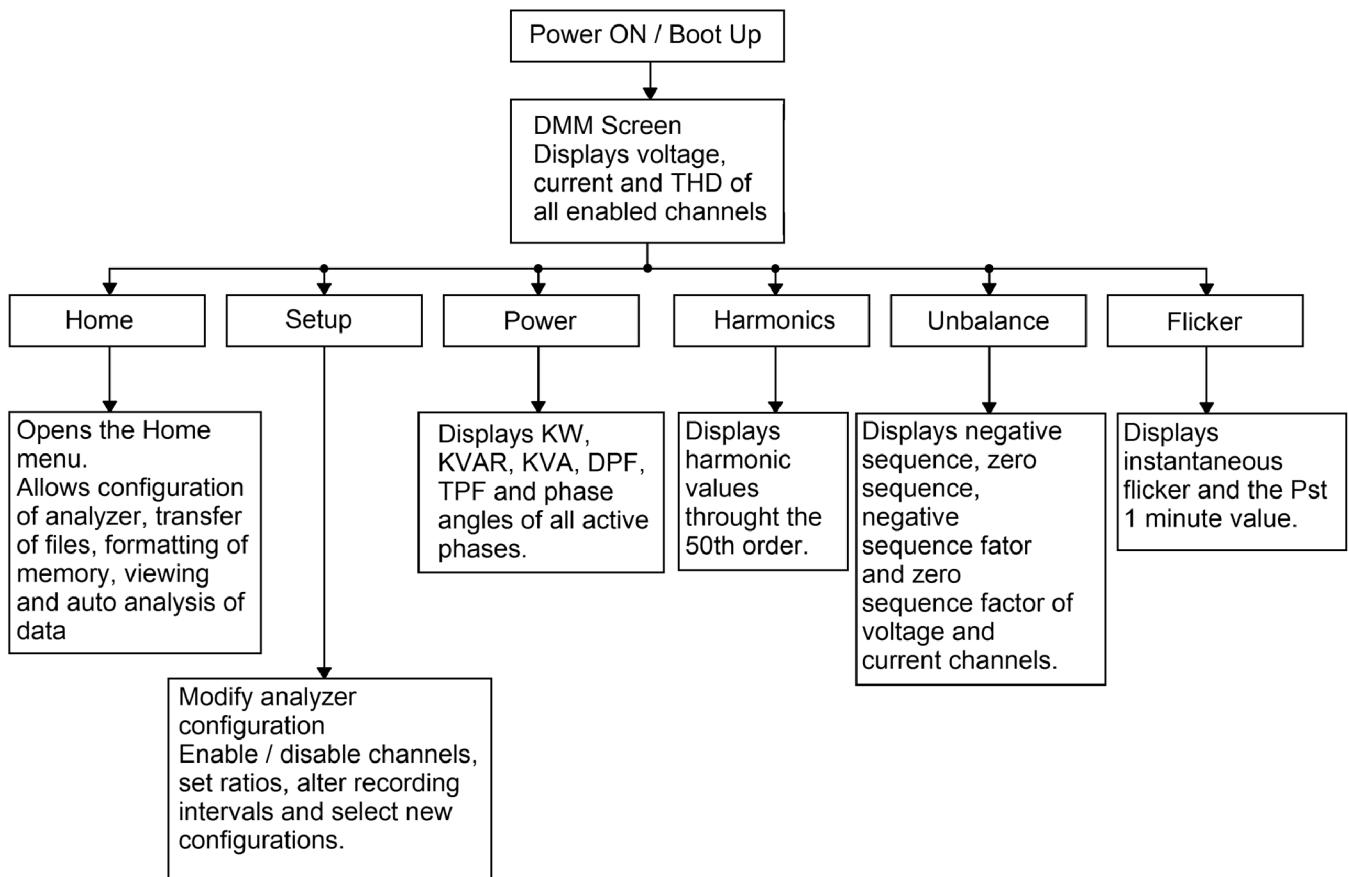 Power ON / Boot Up
DMM Screen
Displays voltage,
current and THD of
all enabled channels
Home
Setup
Power
Harmonics
Unbalance
Flicker
Opens the Home
menu.
Allows configuration
of analyzer, transfer
of files, formatting of
memory, viewing
and auto analysis of
data
Modify analyzer
configuration
Enable / disable channels,
set ratios, alter recording
intervals and select new
configurations.
Displays KW,
KVAR, KVA, DPF,
TPF and phase
angles of all active
phases.
Displays
harmonic
values
throught the
50th order.
Displays negative
sequence, zero
sequence,
negative
sequence fator
and zero
sequence factor of
voltage and
current channels.
Displays
instantaneous
flicker and the Pst
1 minute value.